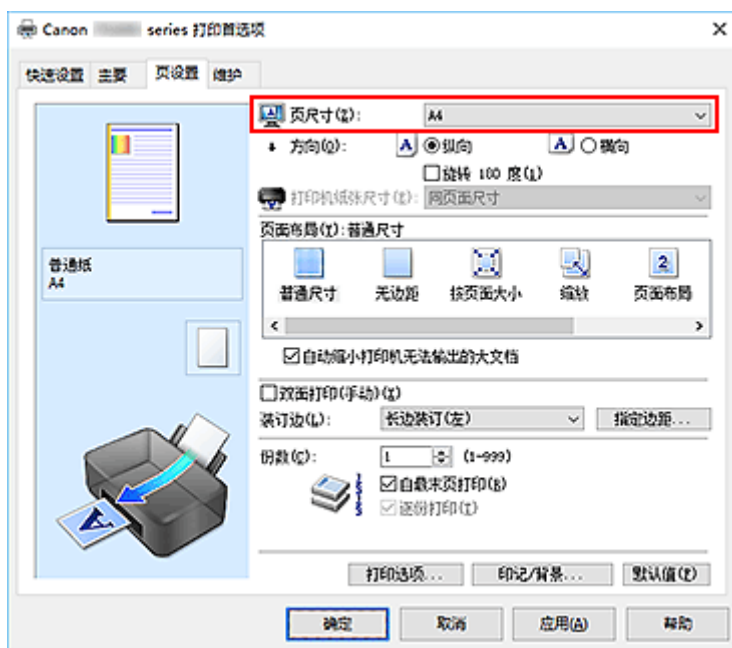 Canon series 打印首选项
快速设置 主要 页设置 维护
页尺寸(Z): A4
方向(O): A 纵向 A 横向
旋转 180 度(L)
打印机纸张尺寸(E): 同页面尺寸
页面布局(Y):普通尺寸
普通尺寸 无边距 按页面大小 缩放 页面布局
自动缩小打印机无法输出的大文档
双面打印(手动)(X)
装订边(L): 长边装订(左) 指定边距...
份数(C): 1 (1-999)
自最末页打印(B)
逐份打印(T)
普通纸
A4
打印选项... 印记/背景... 默认值(F)
确定 取消 应用(A) 帮助